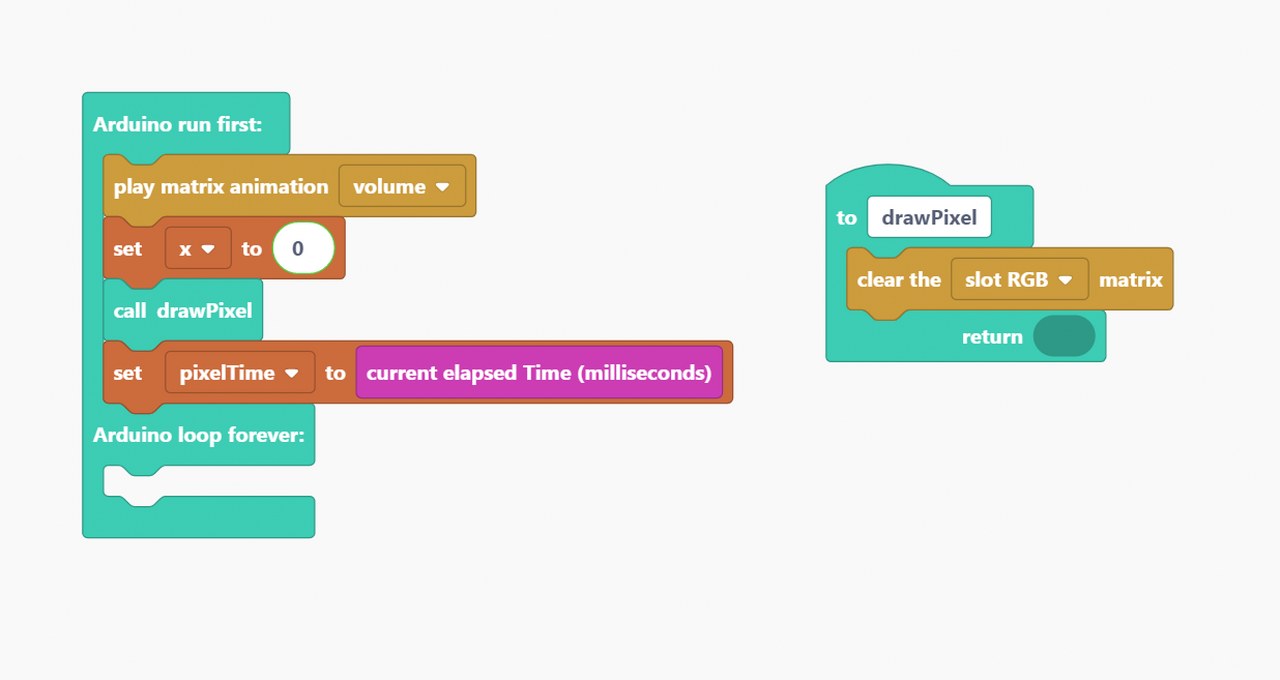 Arduino run first:
play matrix animation volume
set x to 0
call drawPixel
set pixelTime to current elapsed Time (milliseconds)
Arduino loop forever:
to drawPixel
clear the slot RGB matrix
return